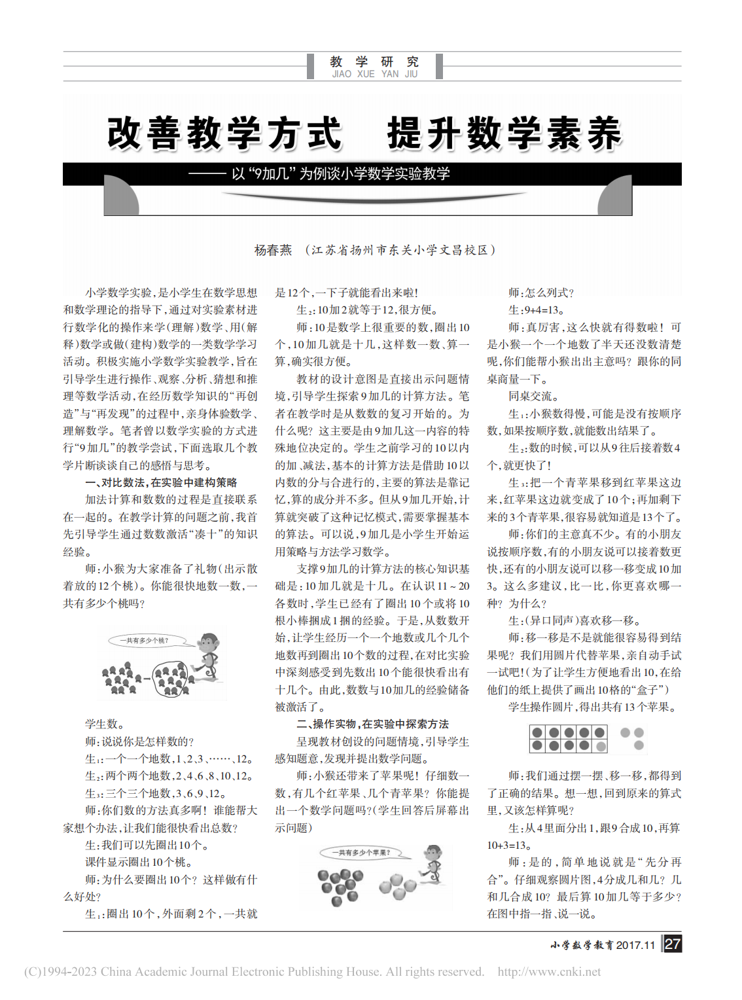 教 学 研 究
JIAO XUE YAN JIU
改善教学方式 提升数学素养
——以“9加几”为例谈小学数学实验教学
杨春燕 （江苏省扬州市东关小学文昌校区）
小学数学实验,是小学生在数学思想
和数学理论的指导下,通过对实验素材进
行数学化的操作来学(理解)数学、用(解
释)数学或做(建构)数学的一类数学学习
活动。积极实施小学数学实验教学,旨在
引导学生进行操作、观察、分析、猜想和推
理等数学活动,在经历数学知识的“再创
造”与“再发现”的过程中,亲身体验数学、
理解数学。笔者曾以数学实验的方式进
行“9加几”的教学尝试,下面选取几个教
学片断谈谈自己的感悟与思考。
一、对比数法,在实验中建构策略
加法计算和数数的过程是直接联系
在一起的。在教学计算的问题之前,我首
先引导学生通过数数激活“凑十”的知识
经验。
师:小猴为大家准备了礼物(出示散
着放的12个桃)。你能很快地数一数,一
共有多少个桃吗?
一共有多少个桃?
学生数。
师:说说你是怎样数的?
生₁:一个一个地数,1、2、3、……、12。
生₂:两个两个地数,2、4、6、8、10、12。
生₃:三个三个地数,3、6、9、12。
师:你们数的方法真多啊! 谁能帮大
家想个办法,让我们能很快看出总数?
生:我们可以先圈出10个。
课件显示圈出10个桃。
师:为什么要圈出10个? 这样做有什
么好处?
生₁:圈出10个,外面剩2个,一共就
是12个,一下子就能看出来啦!
生₂:10加2就等于12,很方便。
师:10是数学上很重要的数,圈出10
个,10加几就是十几,这样数一数、算一
算,确实很方便。
教材的设计意图是直接出示问题情
境,引导学生探索9加几的计算方法。笔
者在教学时是从数数的复习开始的。为
什么呢? 这主要是由9加几这一内容的特
殊地位决定的。学生之前学习的10以内
的加、减法,基本的计算方法是借助10以
内数的分与合进行的,主要的算法是靠记
忆,算的成分并不多。但从9加几开始,计
算就突破了这种记忆模式,需要掌握基本
的算法。可以说,9加几是小学生开始运
用策略与方法学习数学。
支撑9加几的计算方法的核心知识基
础是:10加几就是十几。在认识11~20
各数时,学生已经有了圈出10个或将10
根小棒捆成1捆的经验。于是,从数数开
始,让学生经历一个一个地数或几个几个
地数再到圈出10个数的过程,在对比实验
中深刻感受到先数出10个能很快看出有
十几个。由此,数数与10加几的经验储备
被激活了。
二、操作实物,在实验中探索方法
呈现教材创设的问题情境,引导学生
感知题意,发现并提出数学问题。
师:小猴还带来了苹果呢! 仔细数一
数,有几个红苹果、几个青苹果? 你能提
出一个数学问题吗?(学生回答后屏幕出
示问题)
一共有多少个苹果?
师:怎么列式?
生:9+4=13。
师:真厉害,这么快就有得数啦! 可
是小猴一个一个地数了半天还没数清楚
呢,你们能帮小猴出出主意吗? 跟你的同
桌商量一下。
同桌交流。
生₁:小猴数得慢,可能是没有按顺序
数,如果按顺序数,就能数出结果了。
生₂:数的时候,可以从9往后接着数4
个,就更快了!
生₃:把一个青苹果移到红苹果这边
来,红苹果这边就变成了10个;再加剩下
来的3个青苹果,很容易就知道是13个了。
师:你们的主意真不少。有的小朋友
说按顺序数,有的小朋友说可以接着数更
快,还有的小朋友说可以移一移变成10加
3。这么多建议,比一比,你更喜欢哪一
种? 为什么?
生:(异口同声)喜欢移一移。
师:移一移是不是就能很容易得到结
果呢? 我们用圆片代替苹果,亲自动手试
一试吧!(为了让学生方便地看出10,在给
他们的纸上提供了画出10格的“盒子”)
学生操作圆片,得出共有13个苹果。
师:我们通过摆一摆、移一移,都得到
了正确的结果。想一想,回到原来的算式
里,又该怎样算呢?
生:从4里面分出1,跟9合成10,再算
10+3=13。
师:是的,简单地说就是“先分再
合”。仔细观察圆片图,4分成几和几? 几
和几合成10? 最后算10加几等于多少?
在图中指一指、说一说。
小学数学教育 2017.11 27
(C)1994-2023 China Academic Journal Electronic Publishing House. All rights reserved. http://www.cnki.net